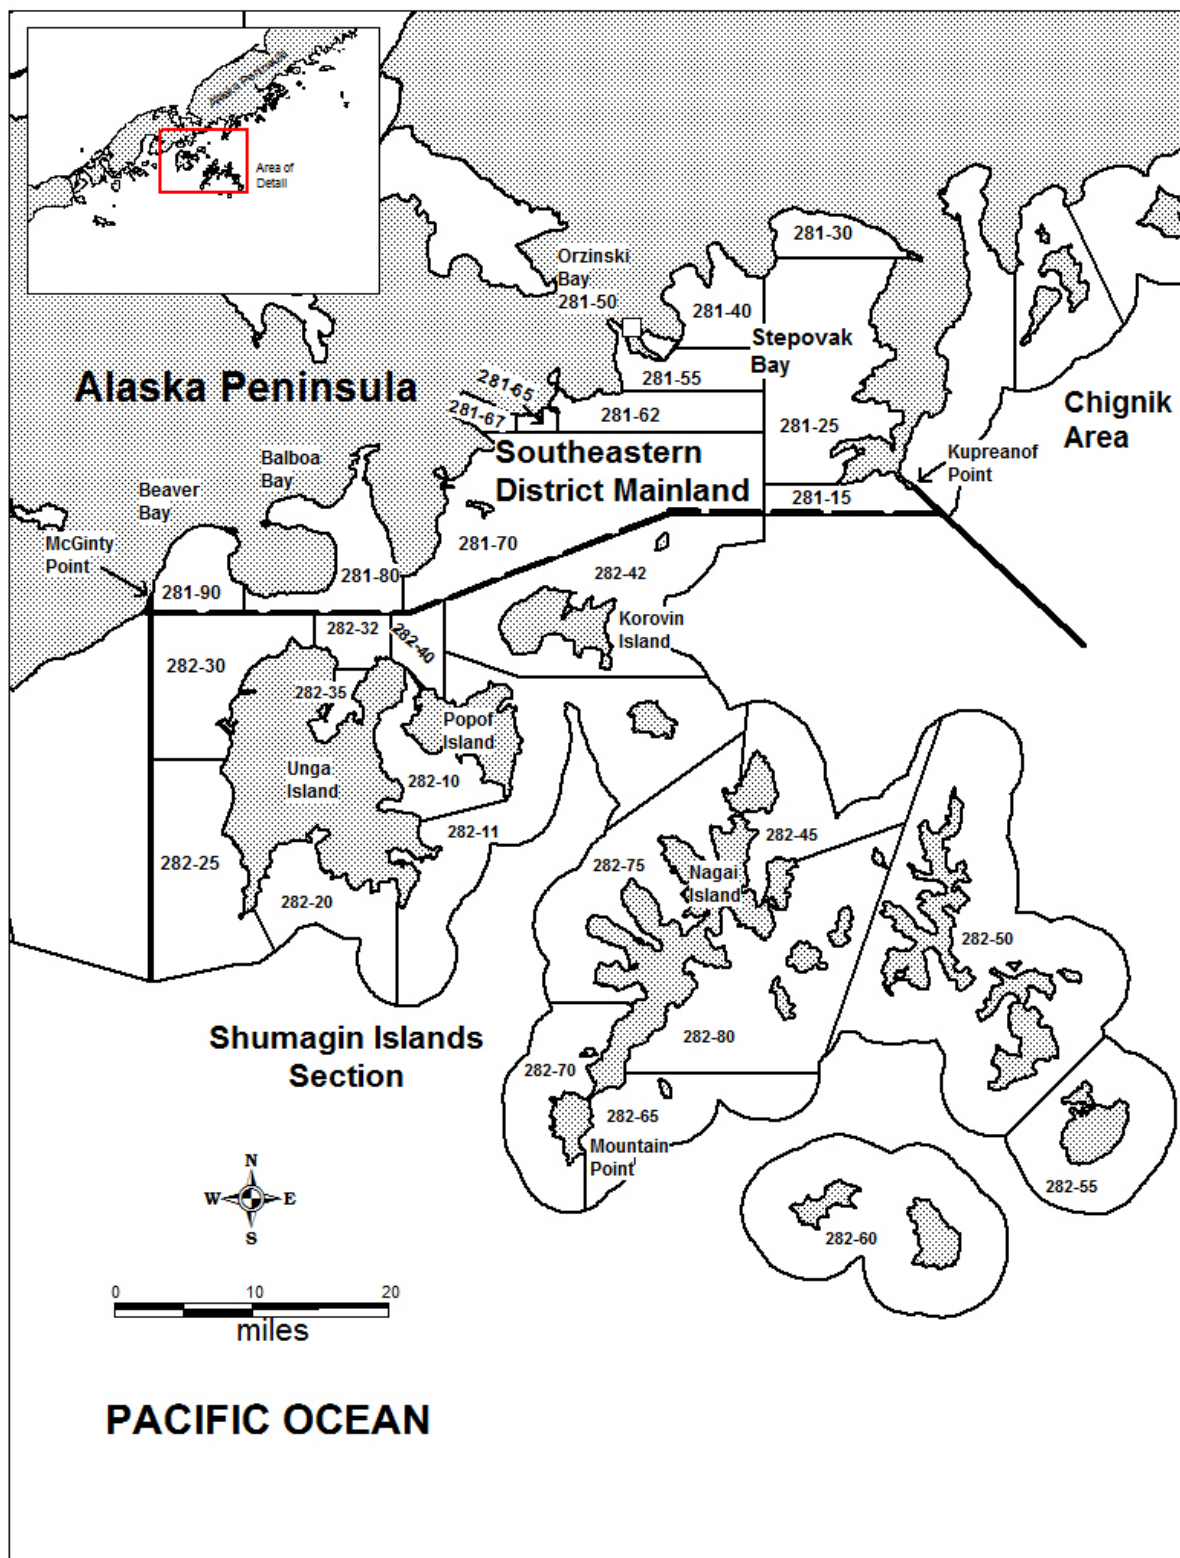 Alaska Peninsula
Area of
Detail
281-30
Orzinski
Bay
281-50
281-40
Stepovak
Bay
Alaska Peninsula
281-65
281-55
Chignik
Area
281-67
281-62
281-25
Southeastern
District Mainland
Kupreanof
Point
Balboa
Bay
Beaver
Bay
281-15
McGinty
Point
281-70
281-80
282-42
281-90
Korovin
Island
282-32
282-40
282-30
282-35
Popof
Island
Unga
Island
282-10
282-11
282-45
282-25
282-75
Nagai
Island
282-20
282-50
Shumagin Islands
Section
282-80
282-70
282-65
Mountain
Point
N
W E
S
282-55
282-60
0 10 20
miles
PACIFIC OCEAN